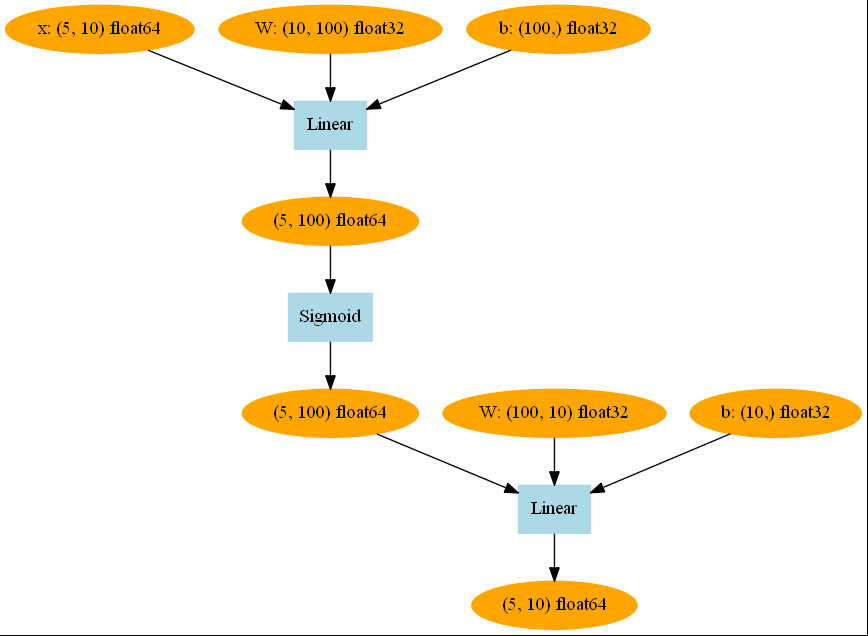 x: (5, 10) float64
W: (10, 100) float32
b: (100,) float32
Linear
(5, 100) float64
Sigmoid
(5, 100) float64
W: (100, 10) float32
b: (10,) float32
Linear
(5, 10) float64